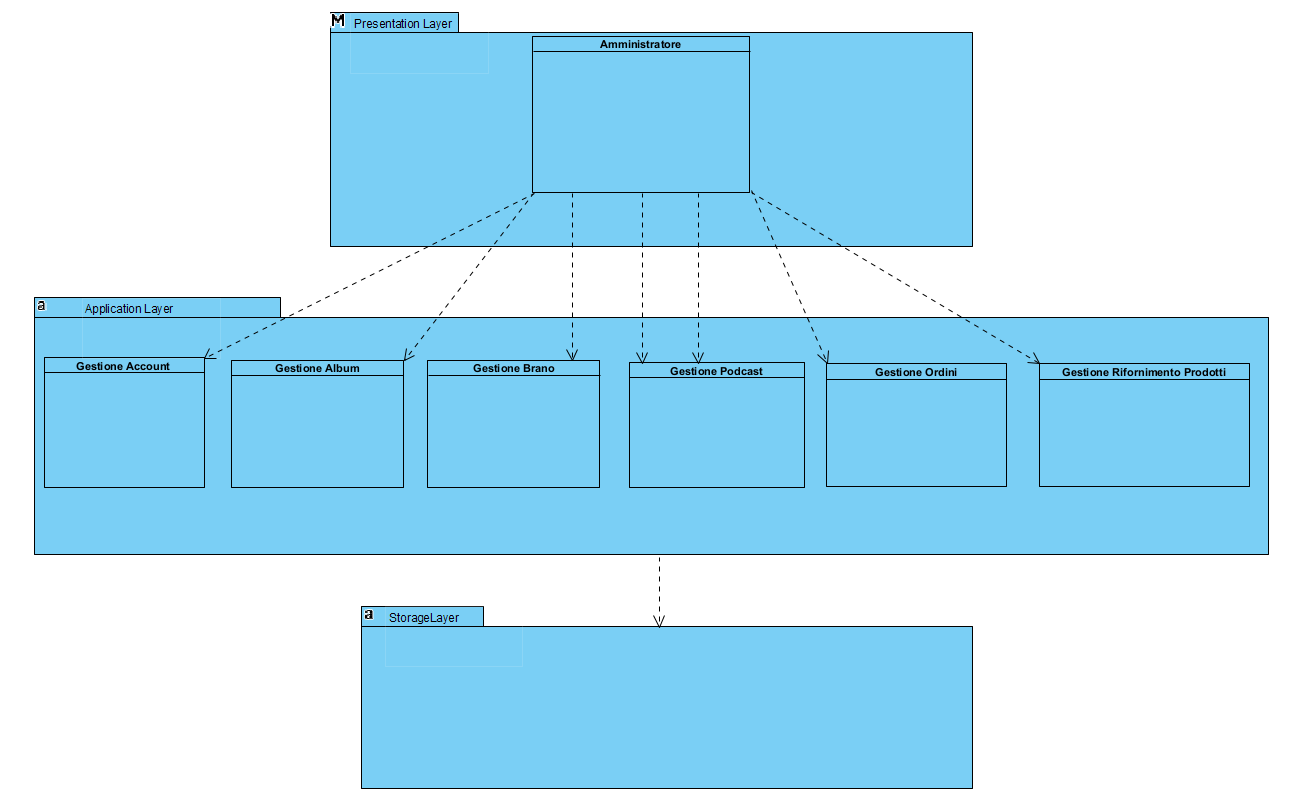 Presentation Layer
Amministratore
Application Layer
Gestione Account
Gestione Album
Gestione Brano
Gestione Podcast
Gestione Ordini
Gestione Rifornimento Prodotti
StorageLayer